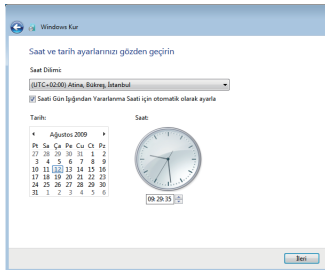 Windows Kur
Saat ve tarih ayarlarınızı gözden geçirin
Saat Dilimi:
(UTC+02:00) Atina, Bükreş, İstanbul
Saati Gün Işığından Yararlanma Saati için otomatik olarak ayarla
Tarih: Saat:
Ağustos 2009
Pt Sa Ça Pe Cu Ct Pz
27 28 29 30 31 1 2
3 4 5 6 7 8 9
10 11 12 13 14 15 16
17 18 19 20 21 22 23
24 25 26 27 28 29 30
31 1 2 3 4 5 6
09:29:35
İleri